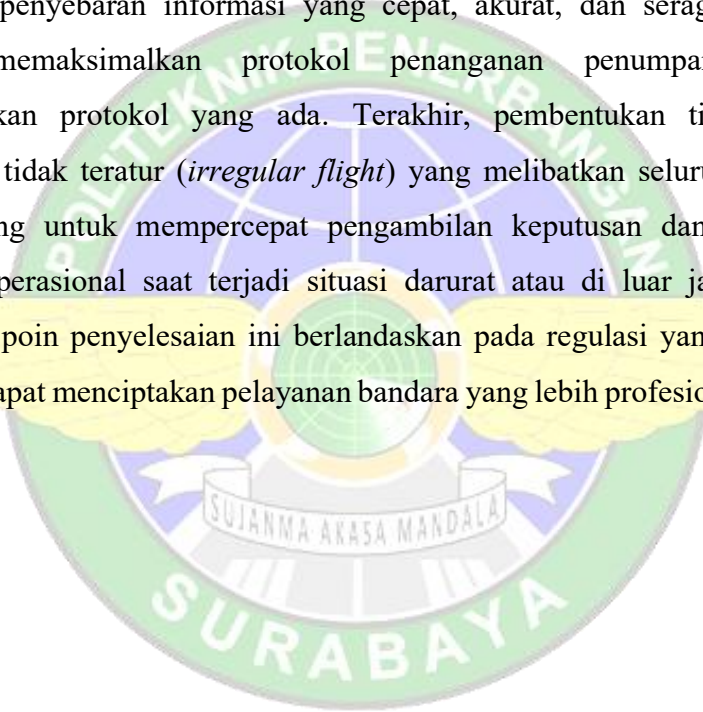 penyebaran informasi yang cepat, akurat, dan serag
memaksimalkan protokol penanganan penumpa
kan protokol yang ada. Terakhir, pembentukan ti
tidak teratur (irregular flight) yang melibatkan selur
ng untuk mempercepat pengambilan keputusan dan
perasional saat terjadi situasi darurat atau di luar ja
poin penyelesaian ini berlandaskan pada regulasi yan
apat menciptakan pelayanan bandara yang lebih profesio
POLITEKNIK PENERBANGAN
SUJANMA AKASA MANDALA
SURABAYA